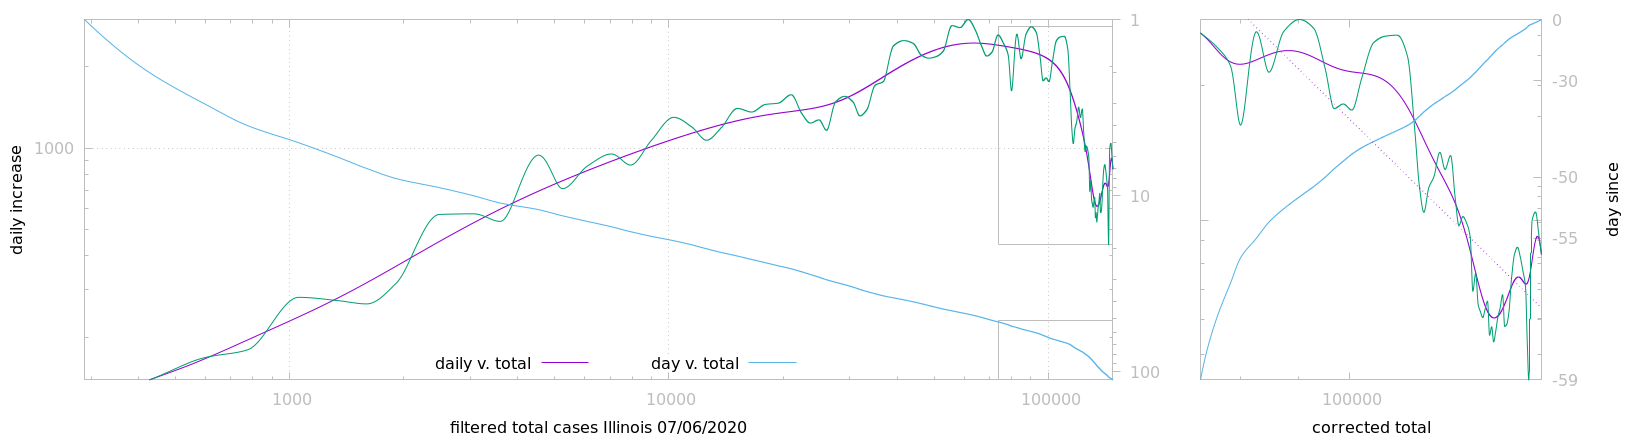 daily increase
1000
daily v. total
day v. total
1000
10000
100000
filtered total cases Illinois 07/06/2020
1
10
100
100000
corrected total
0
-30
-50
-55
-59
day since